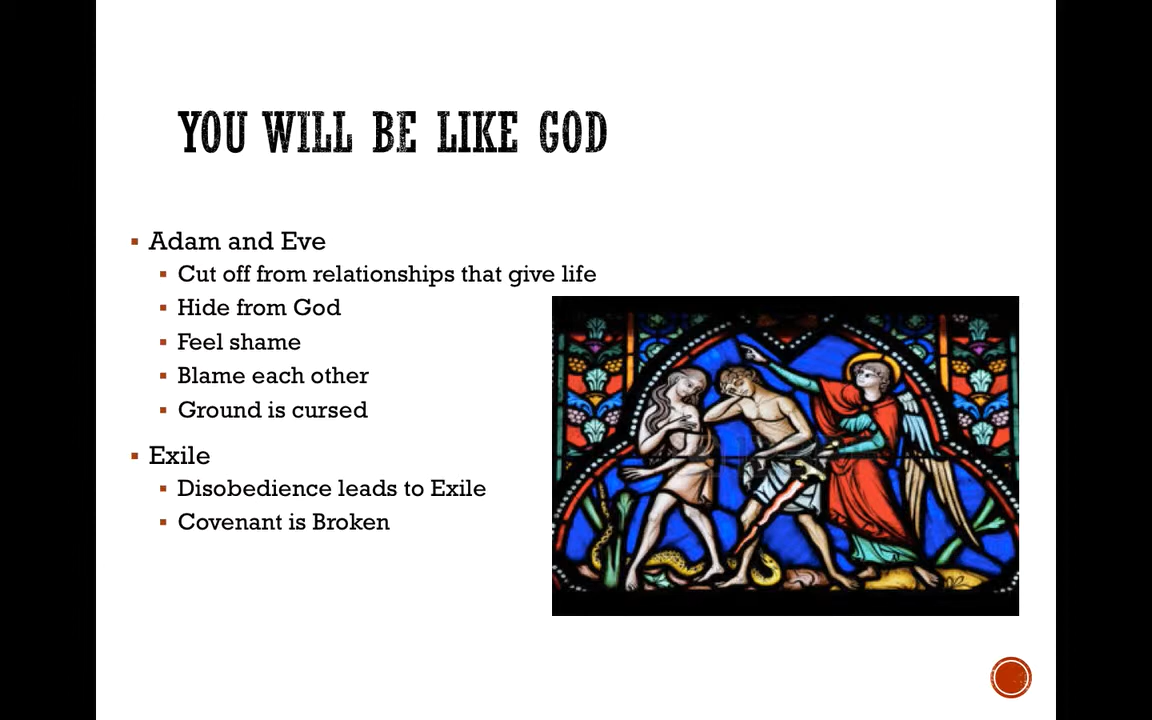 YOU WILL BE LIKE GOD
Adam and Eve
Cut off from relationships that give life
Hide from God
Feel shame
Blame each other
Ground is cursed
Exile
Disobedience leads to Exile
Covenant is Broken